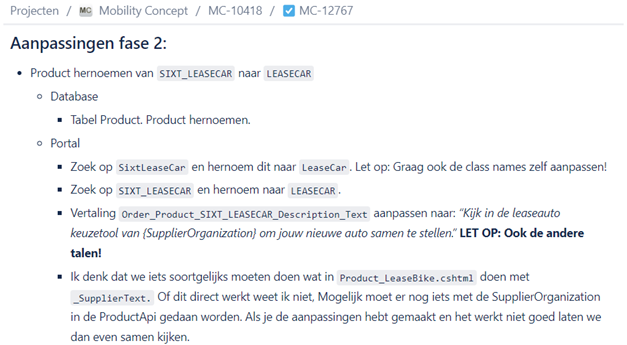 Projecten / MC Mobility Concept / MC-10418 / MC-12767
Aanpassingen fase 2:
Product hernoemen van SIXT_LEASECAR naar LEASECAR
Database
Tabel Product. Product hernoemen.
Portal
Zoek op SixtLeaseCar en hernoem dit naar LeaseCar. Let op: Graag ook de class names zelf aanpassen!
Zoek op SIXT_LEASECAR en hernoem naar LEASECAR.
Vertaling Order_Product_SIXT_LEASECAR_Description_Text aanpassen naar: "Kijk in de leaseauto
keuzetool van {SupplierOrganization} om jouw nieuwe auto samen te stellen." LET OP: Ook de andere
talen!
Ik denk dat we iets soortgelijks moeten doen wat in Product_LeaseBike.cshtml doen met
_SupplierText. Of dit direct werkt weet ik niet, Mogelijk moet er nog iets met de SupplierOrganization
in de ProductApi gedaan worden. Als je de aanpassingen hebt gemaakt en het werkt niet goed laten we
dan even samen kijken.